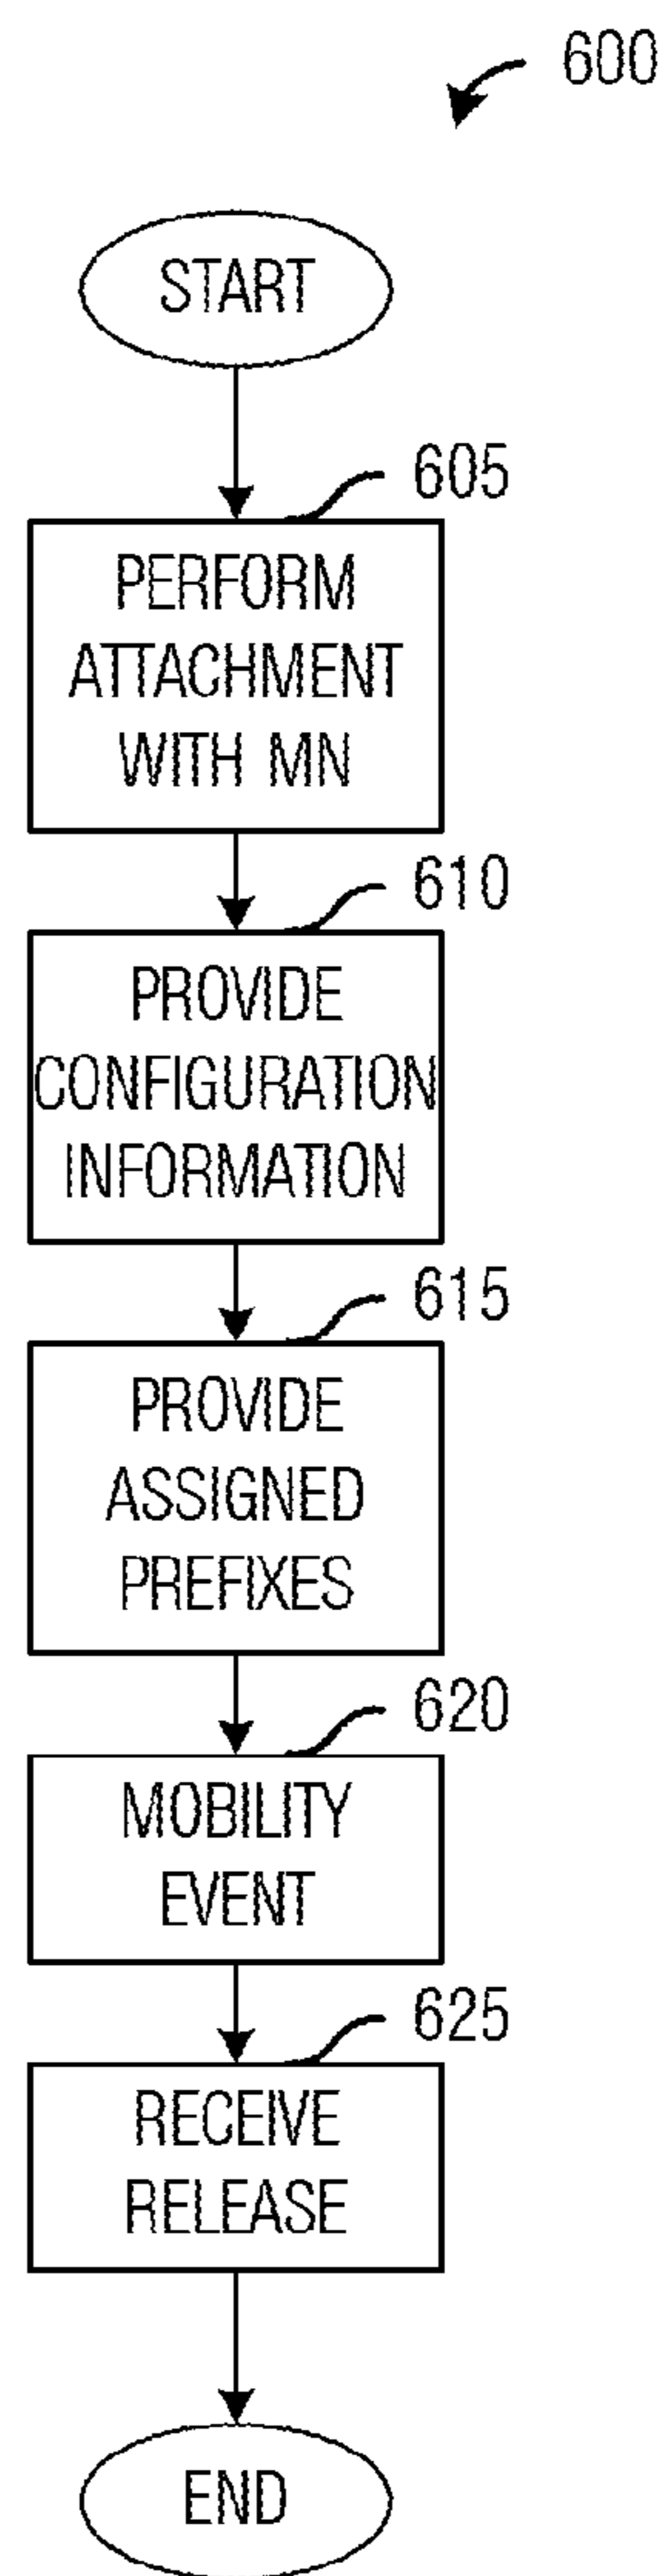 600
START
605
PERFORM
ATTACHMENT
WITH MN
610
PROVIDE
CONFIGURATION
INFORMATION
615
PROVIDE
ASSIGNED
PREFIXES
620
MOBILITY
EVENT
625
RECEIVE
RELEASE
END